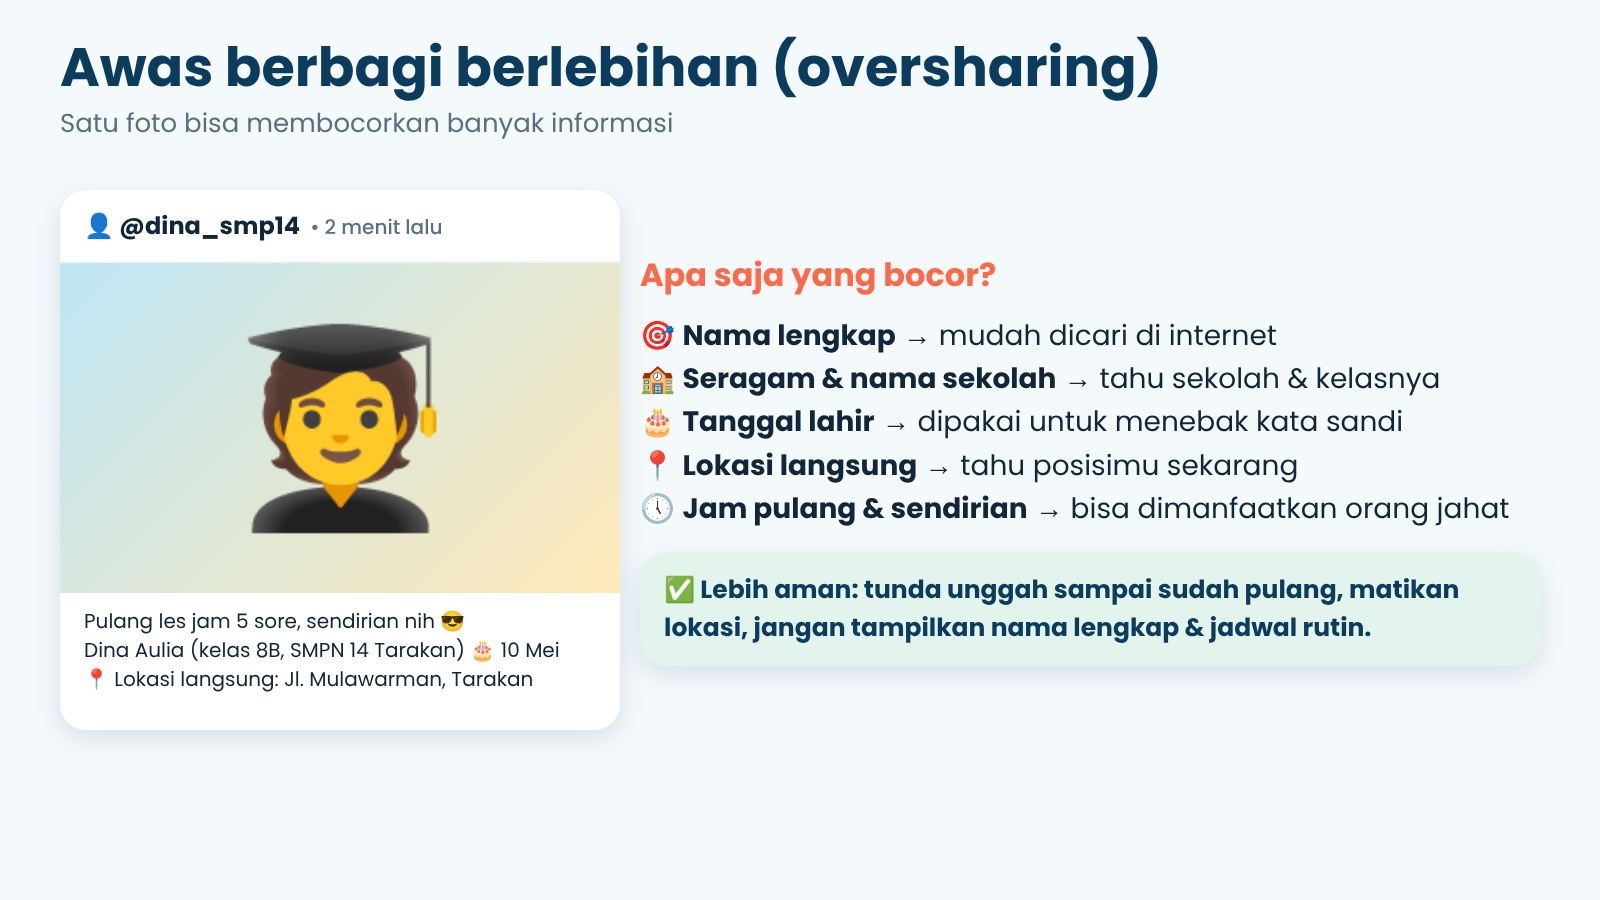 Awas berbagi berlebihan (oversharing)
Satu foto bisa membocorkan banyak informasi
👤 @dina_smp14 • 2 menit lalu
Pulang les jam 5 sore, sendirian nih 😎
Dina Aulia (kelas 8B, SMPN 14 Tarakan) 🎂 10 Mei
📍 Lokasi langsung: Jl. Mulawarman, Tarakan
Apa saja yang bocor?
🎯 Nama lengkap → mudah dicari di internet
🏫 Seragam & nama sekolah → tahu sekolah & kelasnya
🎂 Tanggal lahir → dipakai untuk menebak kata sandi
📍 Lokasi langsung → tahu posisimu sekarang
🕔 Jam pulang & sendirian → bisa dimanfaatkan orang jahat
✅ Lebih aman: tunda unggah sampai sudah pulang, matikan
lokasi, jangan tampilkan nama lengkap & jadwal rutin.